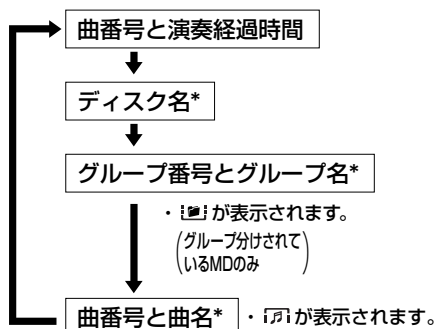 曲番号と演奏経過時間
ディスク名*
グループ番号とグループ名*
・ が表示されます。
(グループ分けされて
いるMDのみ)
曲番号と曲名* ・ が表示されます。